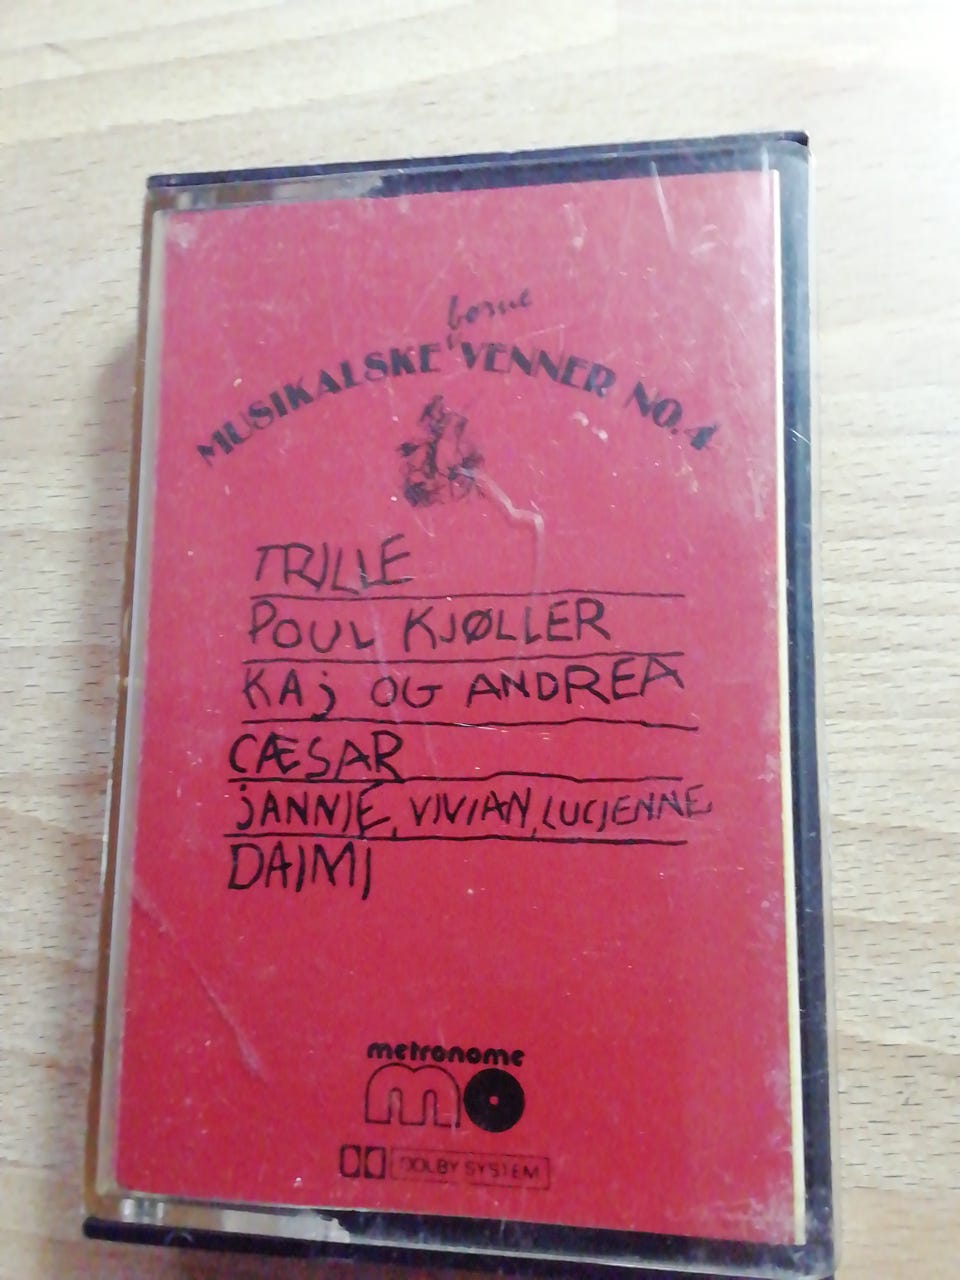 børne
MUSIKALSKE VENNER NO. 4
TRILLE
POUL KJØLLER
KAj OG ANDREA
CÆSAR
jANNIE, VIVIAN, LUCIENNE
DAIMI
metronome
mo
DOLBY SYSTEM